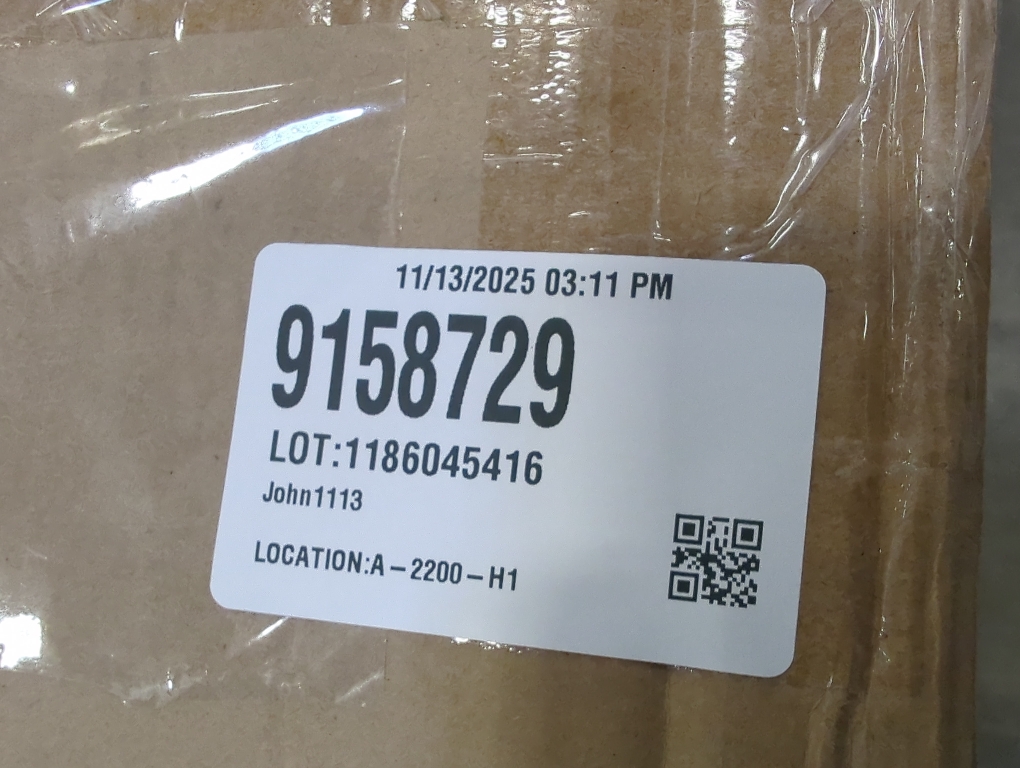 11/13/2025 03:11 PM
9158729
LOT:1186045416
John1113
LOCATION:A-2200-H1